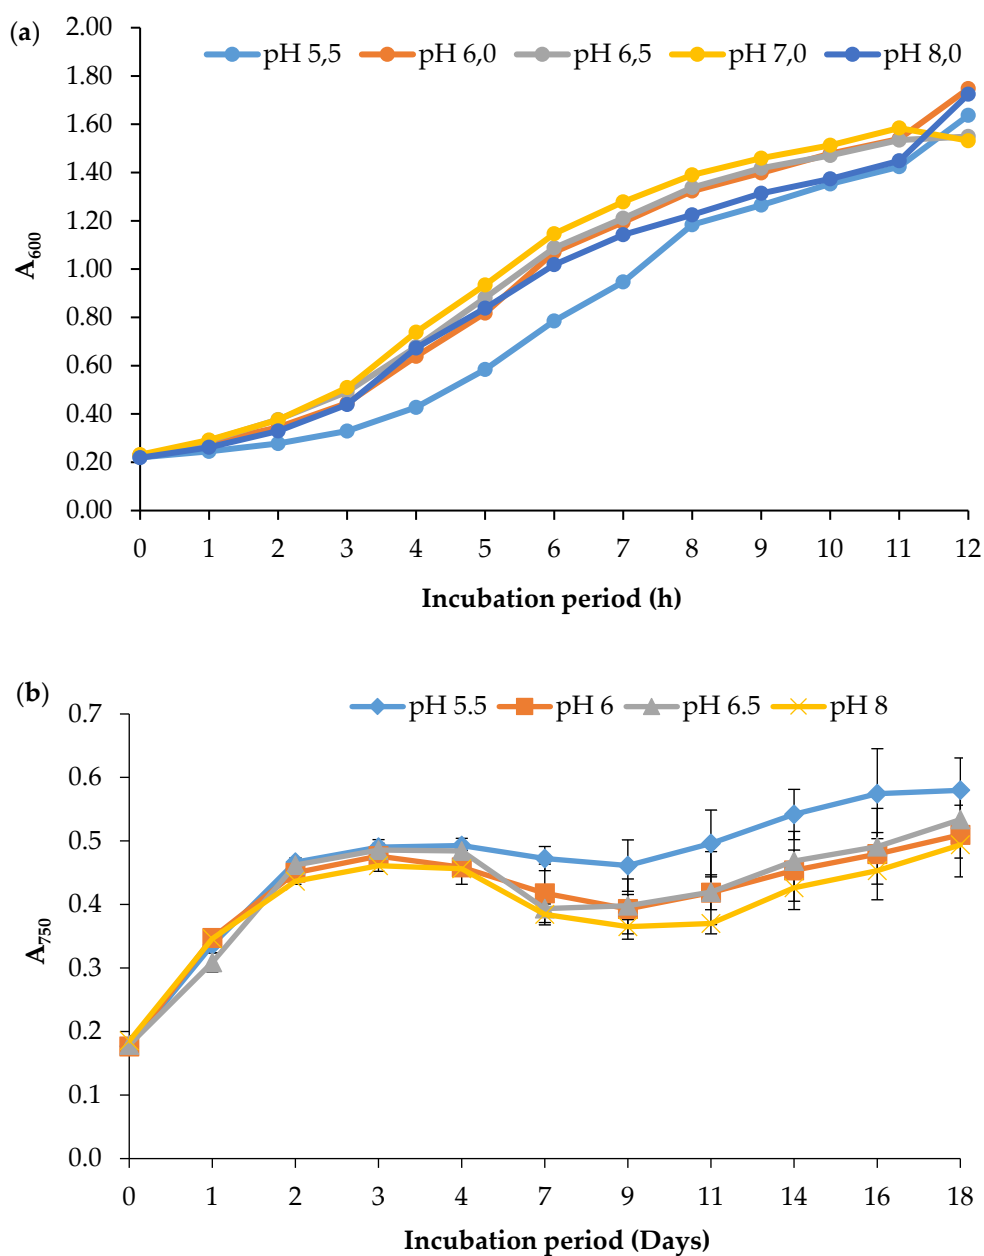 (a)
2.00
pH 5,5 pH 6,0 pH 6,5 pH 7,0 pH 8,0
1.80
1.60
1.40
1.20
1.00
0.80
0.60
0.40
0.20
0.00
A600
0 1 2 3 4 5 6 7 8 9 10 11 12
Incubation period (h)
(b)
pH 5.5 pH 6 pH 6.5 pH 8
0.7
0.6
0.5
0.4
0.3
0.2
0.1
0.0
A750
0 1 2 3 4 7 9 11 14 16 18
Incubation period (Days)